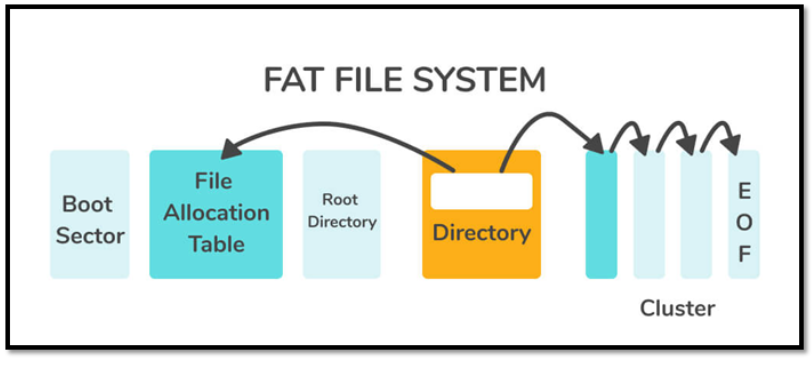 FAT FILE SYSTEM
Boot
Sector
File
Allocation
Table
Root
Directory
Directory
E
O
F
Cluster